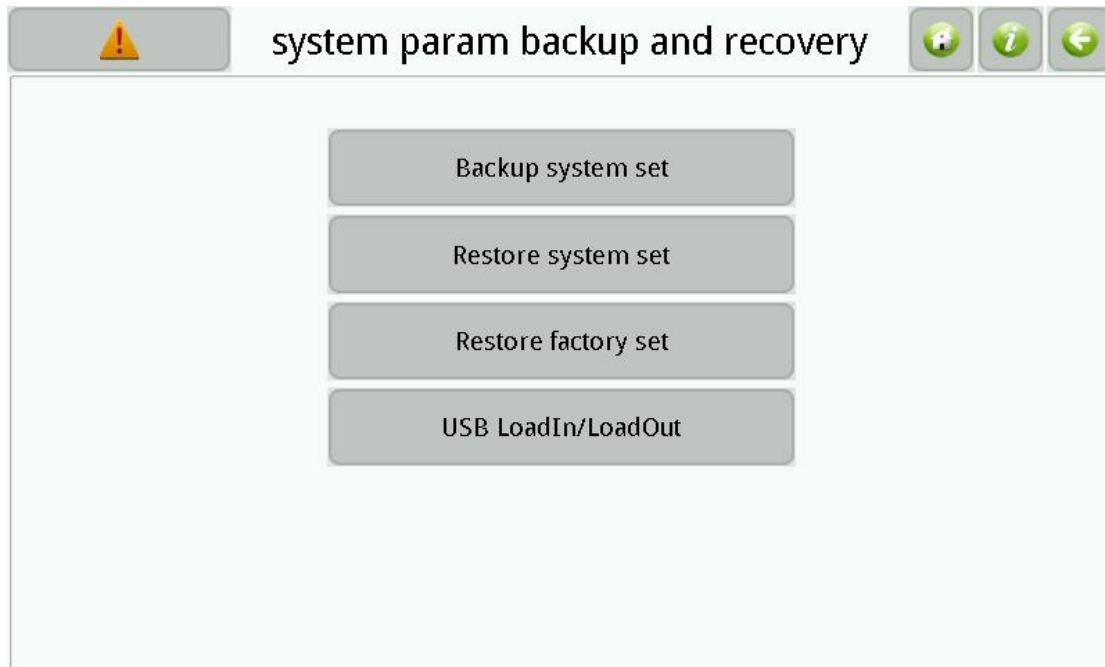 system param backup and recovery
Backup system set
Restore system set
Restore factory set
USB LoadIn/LoadOut